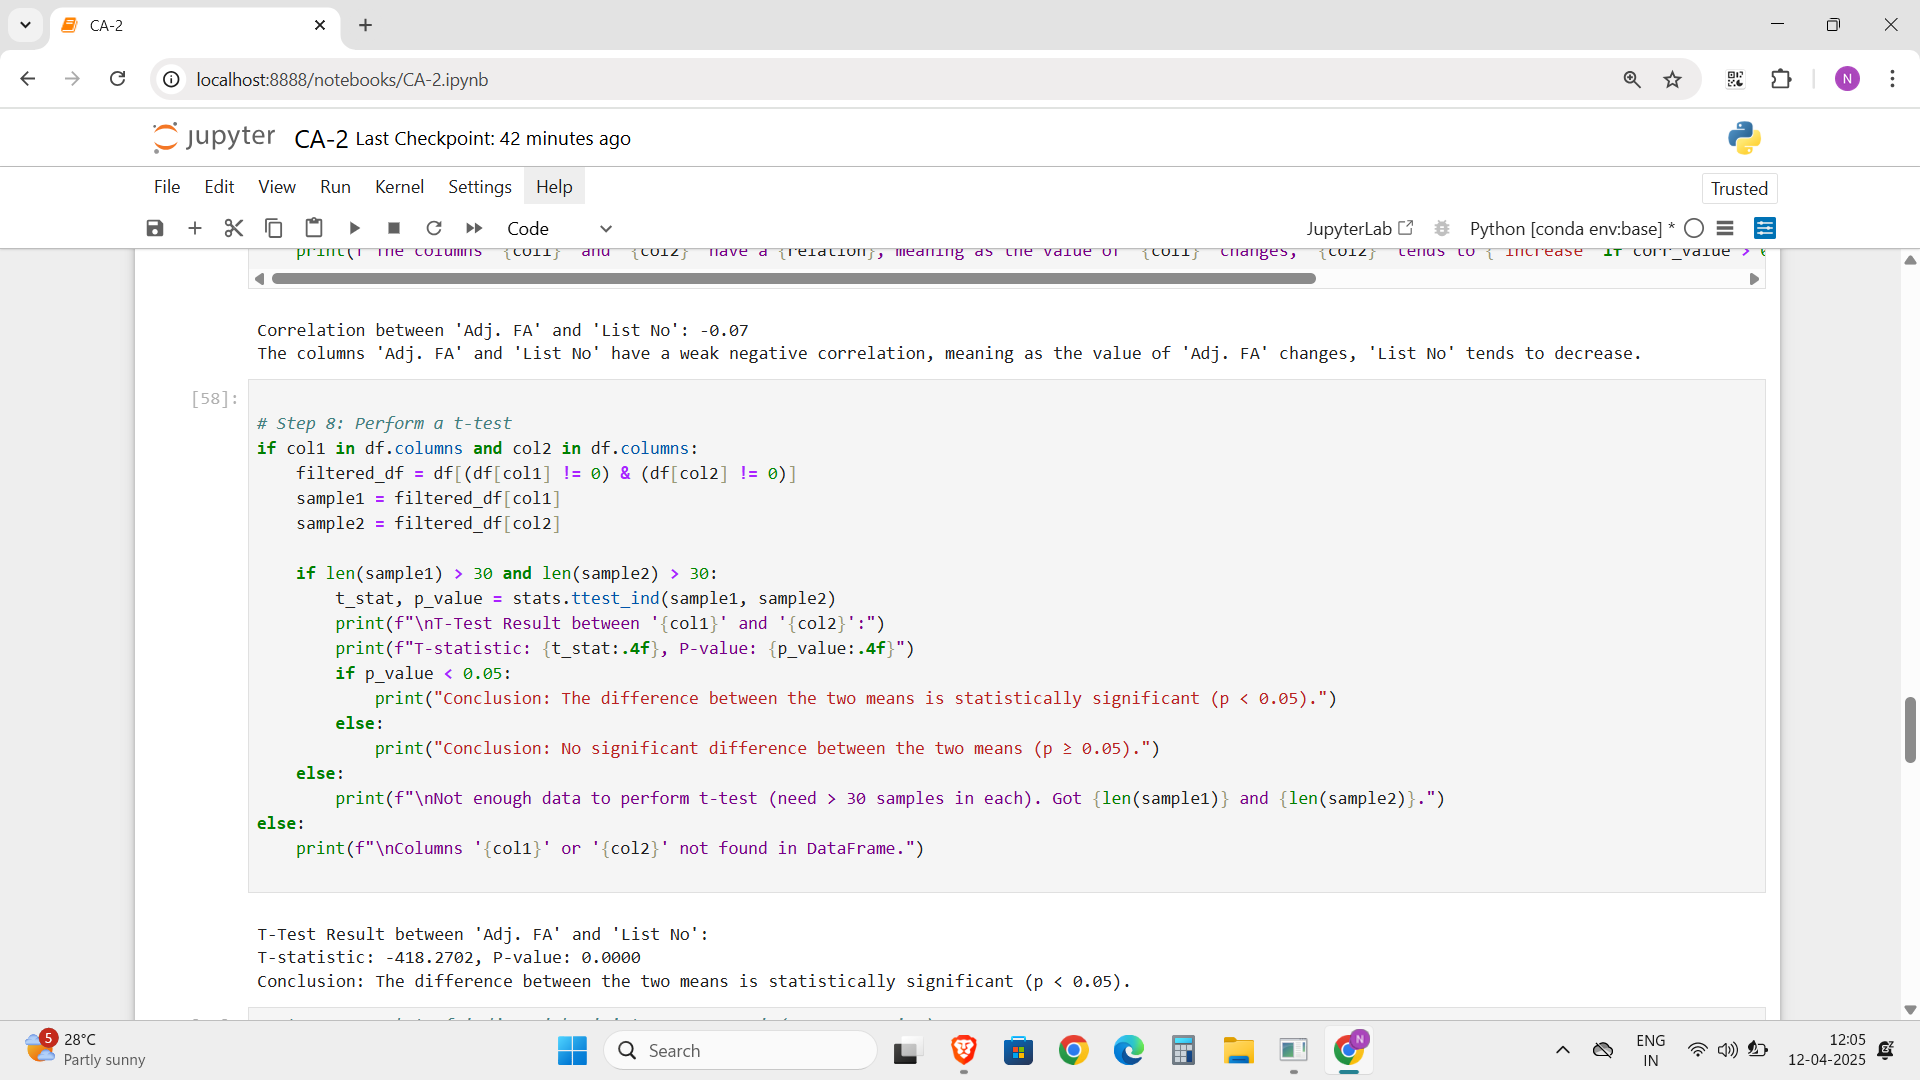 CA-2
localhost:8888/notebooks/CA-2.ipynb
N
jupyter CA-2 Last Checkpoint: 42 minutes ago
File Edit View Run Kernel Settings Help
Trusted
Code
JupyterLab
Python [conda env:base] *
print(f"The columns '{col1}' and '{col2}' have a {relation}, meaning as the value of '{col1}' changes, '{col2}' tends to {'increase' if corr_value > 0
Correlation between 'Adj. FA' and 'List No': -0.07
The columns 'Adj. FA' and 'List No' have a weak negative correlation, meaning as the value of 'Adj. FA' changes, 'List No' tends to decrease.
[58]:
# Step 8: Perform a t-test
if col1 in df.columns and col2 in df.columns:
    filtered_df = df[(df[col1] != 0) & (df[col2] != 0)]
    sample1 = filtered_df[col1]
    sample2 = filtered_df[col2]
    if len(sample1) > 30 and len(sample2) > 30:
        t_stat, p_value = stats.ttest_ind(sample1, sample2)
        print(f"\nT-Test Result between '{col1}' and '{col2}':")
        print(f"T-statistic: {t_stat:.4f}, P-value: {p_value:.4f}")
        if p_value < 0.05:
            print("Conclusion: The difference between the two means is statistically significant (p < 0.05).")
        else:
            print("Conclusion: No significant difference between the two means (p ≥ 0.05).")
    else:
        print(f"\nNot enough data to perform t-test (need > 30 samples in each). Got {len(sample1)} and {len(sample2)}.")
else:
    print(f"\nColumns '{col1}' or '{col2}' not found in DataFrame.")
T-Test Result between 'Adj. FA' and 'List No':
T-statistic: -418.2702, P-value: 0.0000
Conclusion: The difference between the two means is statistically significant (p < 0.05).
5
28°C
Partly sunny
Search
N
ENG
IN
12:05
12-04-2025